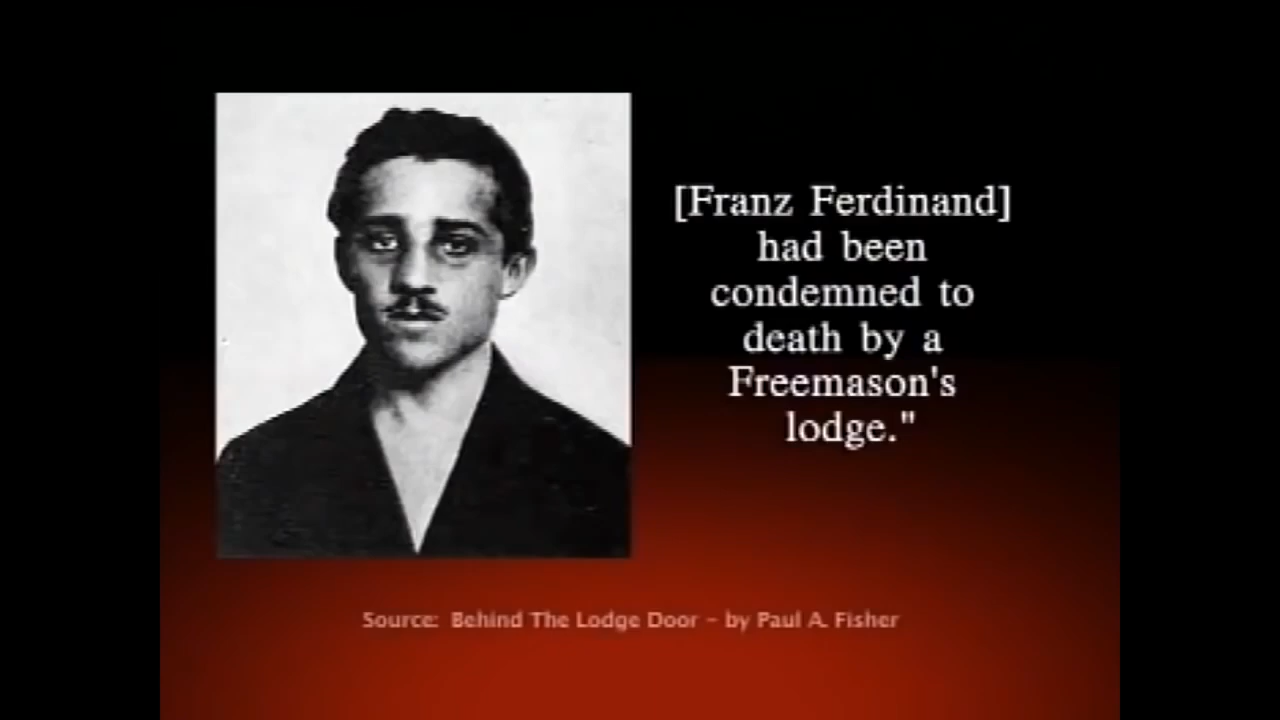 [Franz Ferdinand]
had been
condemned to
death by a
Freemason's
lodge."
Source: Behind The Lodge Door - by Paul A. Fisher